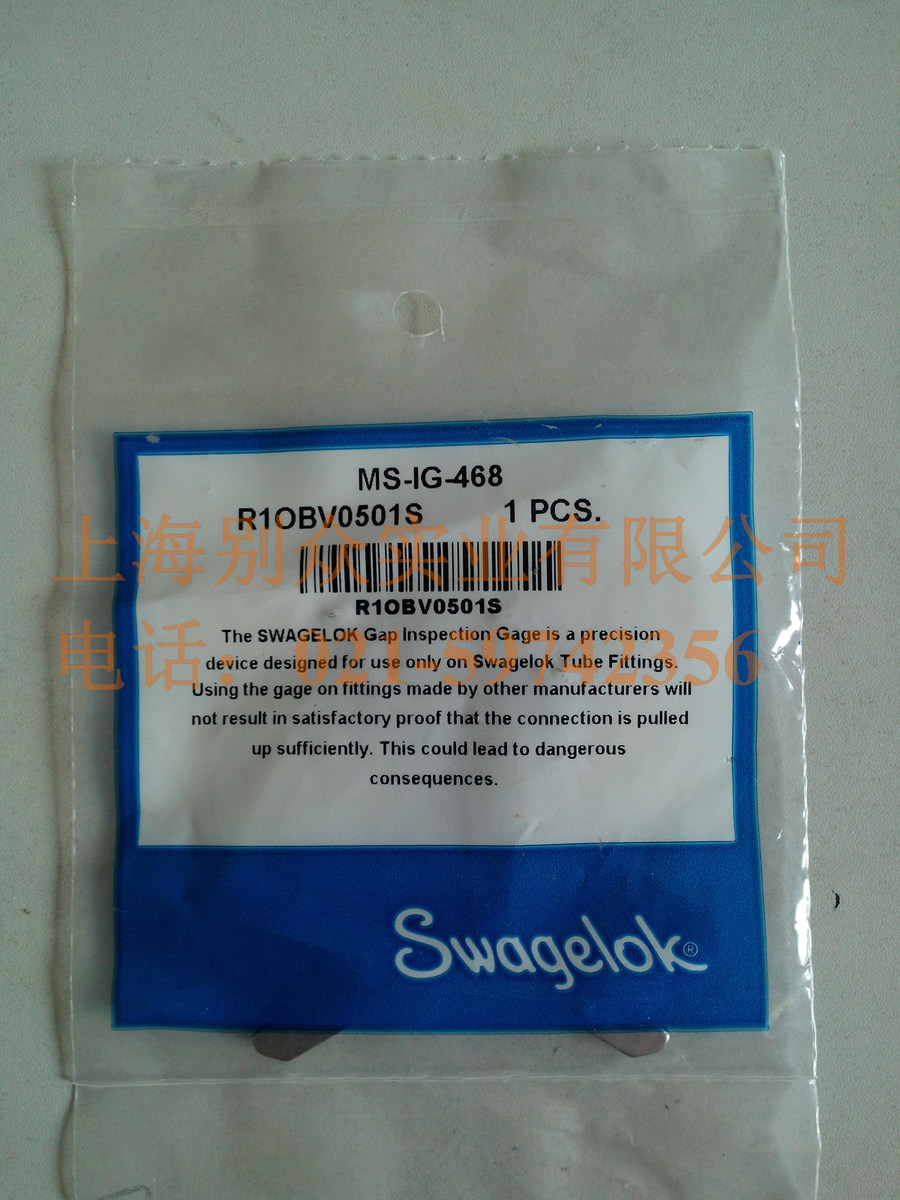 MS-IG-468
R1OBV0501S 1 PCS.
上海别众实业有限公司
R1OBV0501S
The SWAGELOK Gap Inspection Gage is a precision
电话：021-59742356
device designed for use only on Swagelok Tube Fittings.
Using the gage on fittings made by other manufacturers will
not result in satisfactory proof that the connection is pulled
up sufficiently. This could lead to dangerous
consequences.
Swagelok®